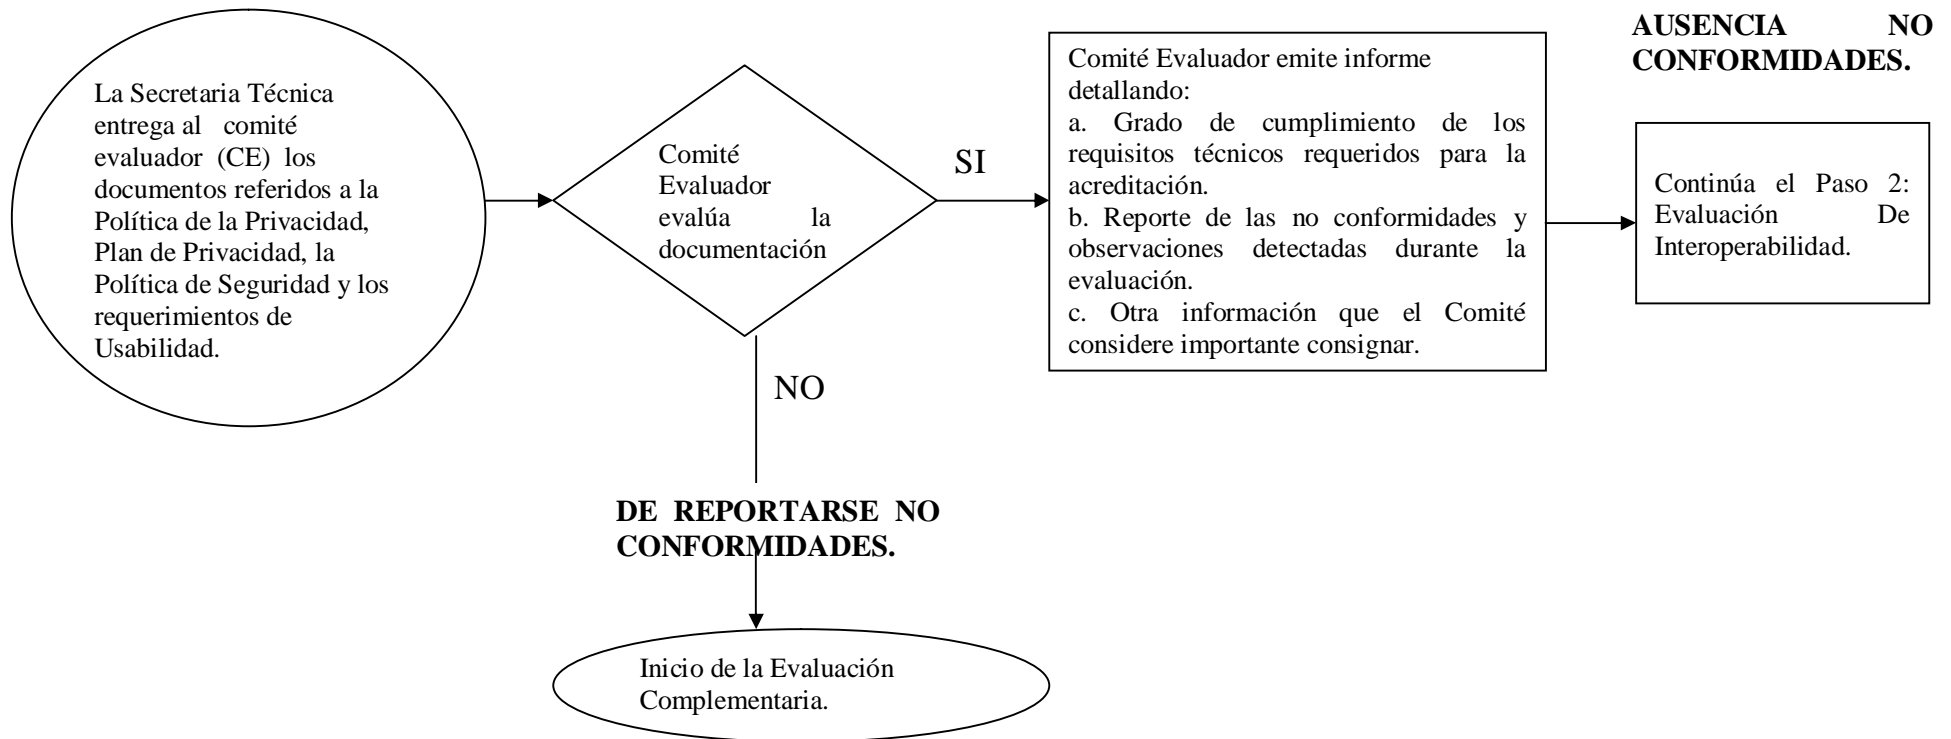 La Secretaria Técnica
entrega al comité
evaluador (CE) los
documentos referidos a la
Política de la Privacidad,
Plan de Privacidad, la
Política de Seguridad y los
requerimientos de
Usabilidad.
Comité
Evaluador
evalúa la
documentación
SI
Comité Evaluador emite informe
detallando:
a. Grado de cumplimiento de los
requisitos técnicos requeridos para la
acreditación.
b. Reporte de las no conformidades y
observaciones detectadas durante la
evaluación.
c. Otra información que el Comité
considere importante consignar.
AUSENCIA NO
CONFORMIDADES.
Continúa el Paso 2:
Evaluación De
Interoperabilidad.
NO
DE REPORTARSE NO
CONFORMIDADES.
Inicio de la Evaluación
Complementaria.